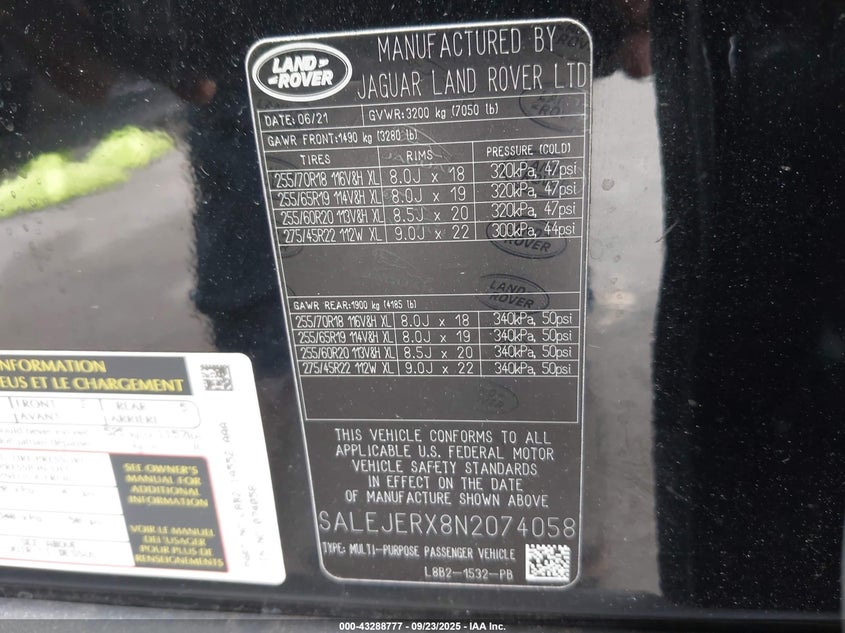 LAND ROVER
MANUFACTURED BY
JAGUAR LAND ROVER LTD
DATE: 06/21 GVWR: 3200 kg (7050 lb)
GAWR FRONT: 1490 kg (3280 lb)
TIRES RIMS PRESSURE (COLD)
255/70R18 116V&H XL 8.0J x 18 320kPa, 47psi
255/65R19 114V&H XL 8.0J x 19 320kPa, 47psi
255/60R20 113V&H XL 8.5J x 20 320kPa, 47psi
275/45R22 112W XL 9.0J x 22 300kPa, 44psi
GAWR REAR: 1900 kg (4185 lb)
255/70R18 116V&H XL 8.0J x 18 340kPa, 50psi
255/65R19 114V&H XL 8.0J x 19 340kPa, 50psi
255/60R20 113V&H XL 8.5J x 20 340kPa, 50psi
275/45R22 112W XL 9.0J x 22 340kPa, 50psi
THIS VEHICLE CONFORMS TO ALL
APPLICABLE U.S. FEDERAL MOTOR
VEHICLE SAFETY STANDARDS
IN EFFECT ON THE DATE
OF MANUFACTURE SHOWN ABOVE
SALEJERX8N2074058
TYPE: MULTI-PURPOSE PASSENGER VEHICLE
L8B2-1532-PB
INFORMATION
EUS ET LE CHARGEMENT
FRONT REAR 5
AVANT ARRIÈRE
SEE OWNER'S
MANUAL FOR
ADDITIONAL
INFORMATION
VOIR LE MANUEL
DE L'USAGER
POUR PLUS DE
RENSEIGNEMENTS
000-43288777 - 09/23/2025 - IAA Inc.